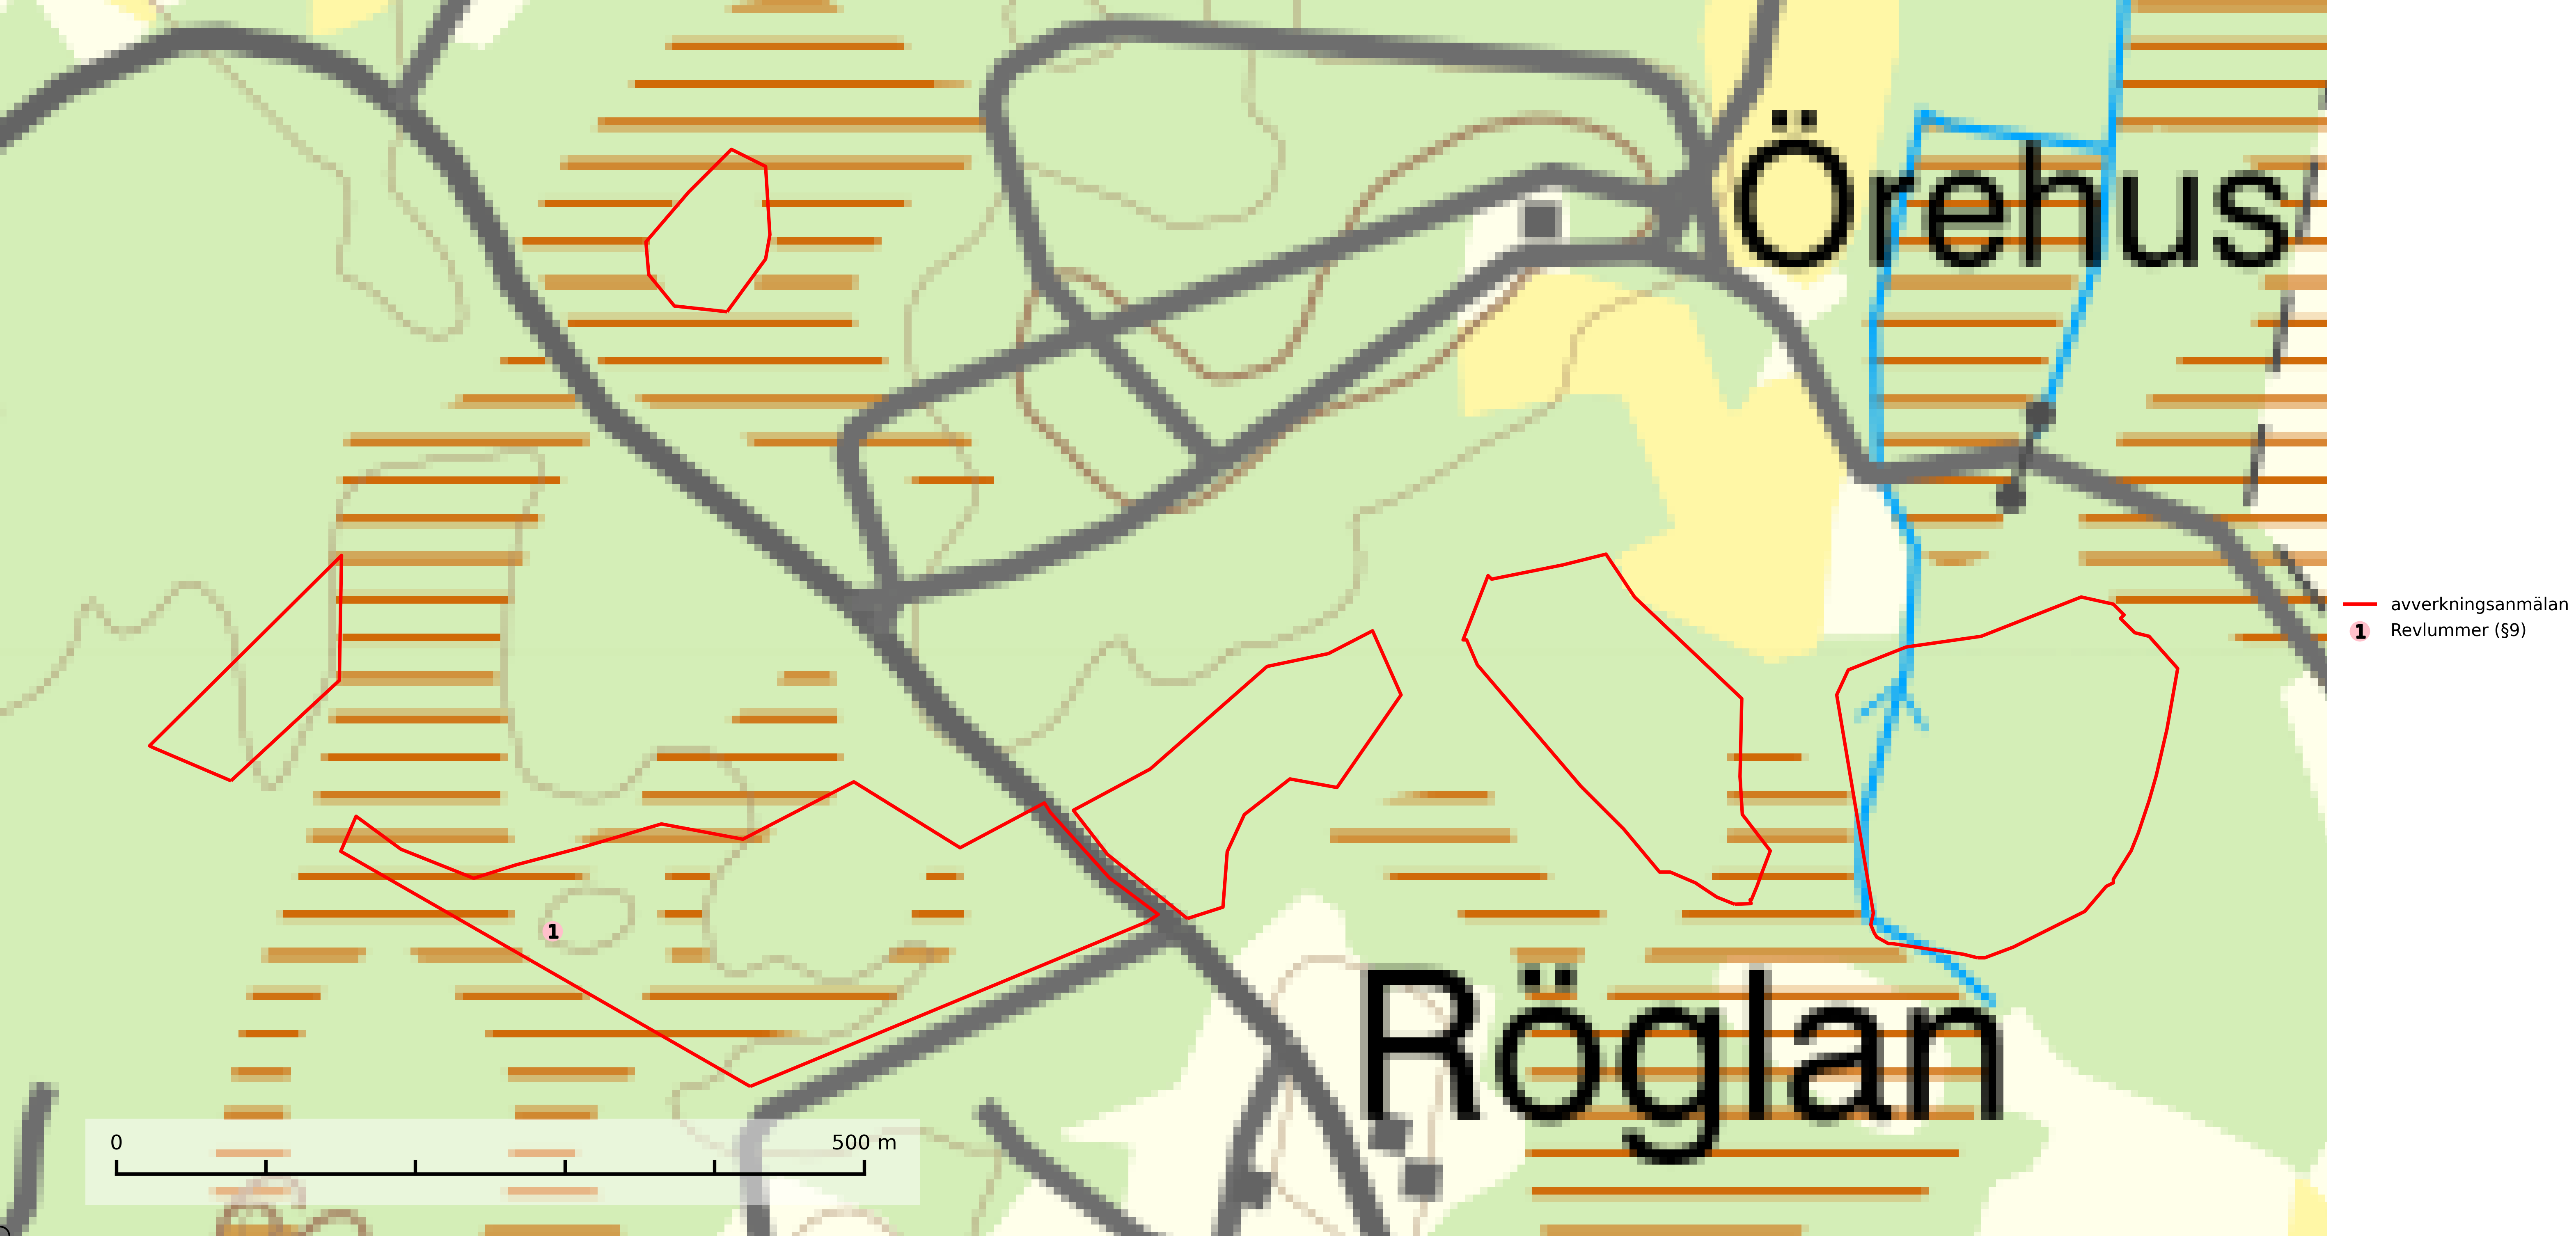 Örehus
avverkningsanmälan
1 Revlummer (§9)
1
Röglan
0 500 m